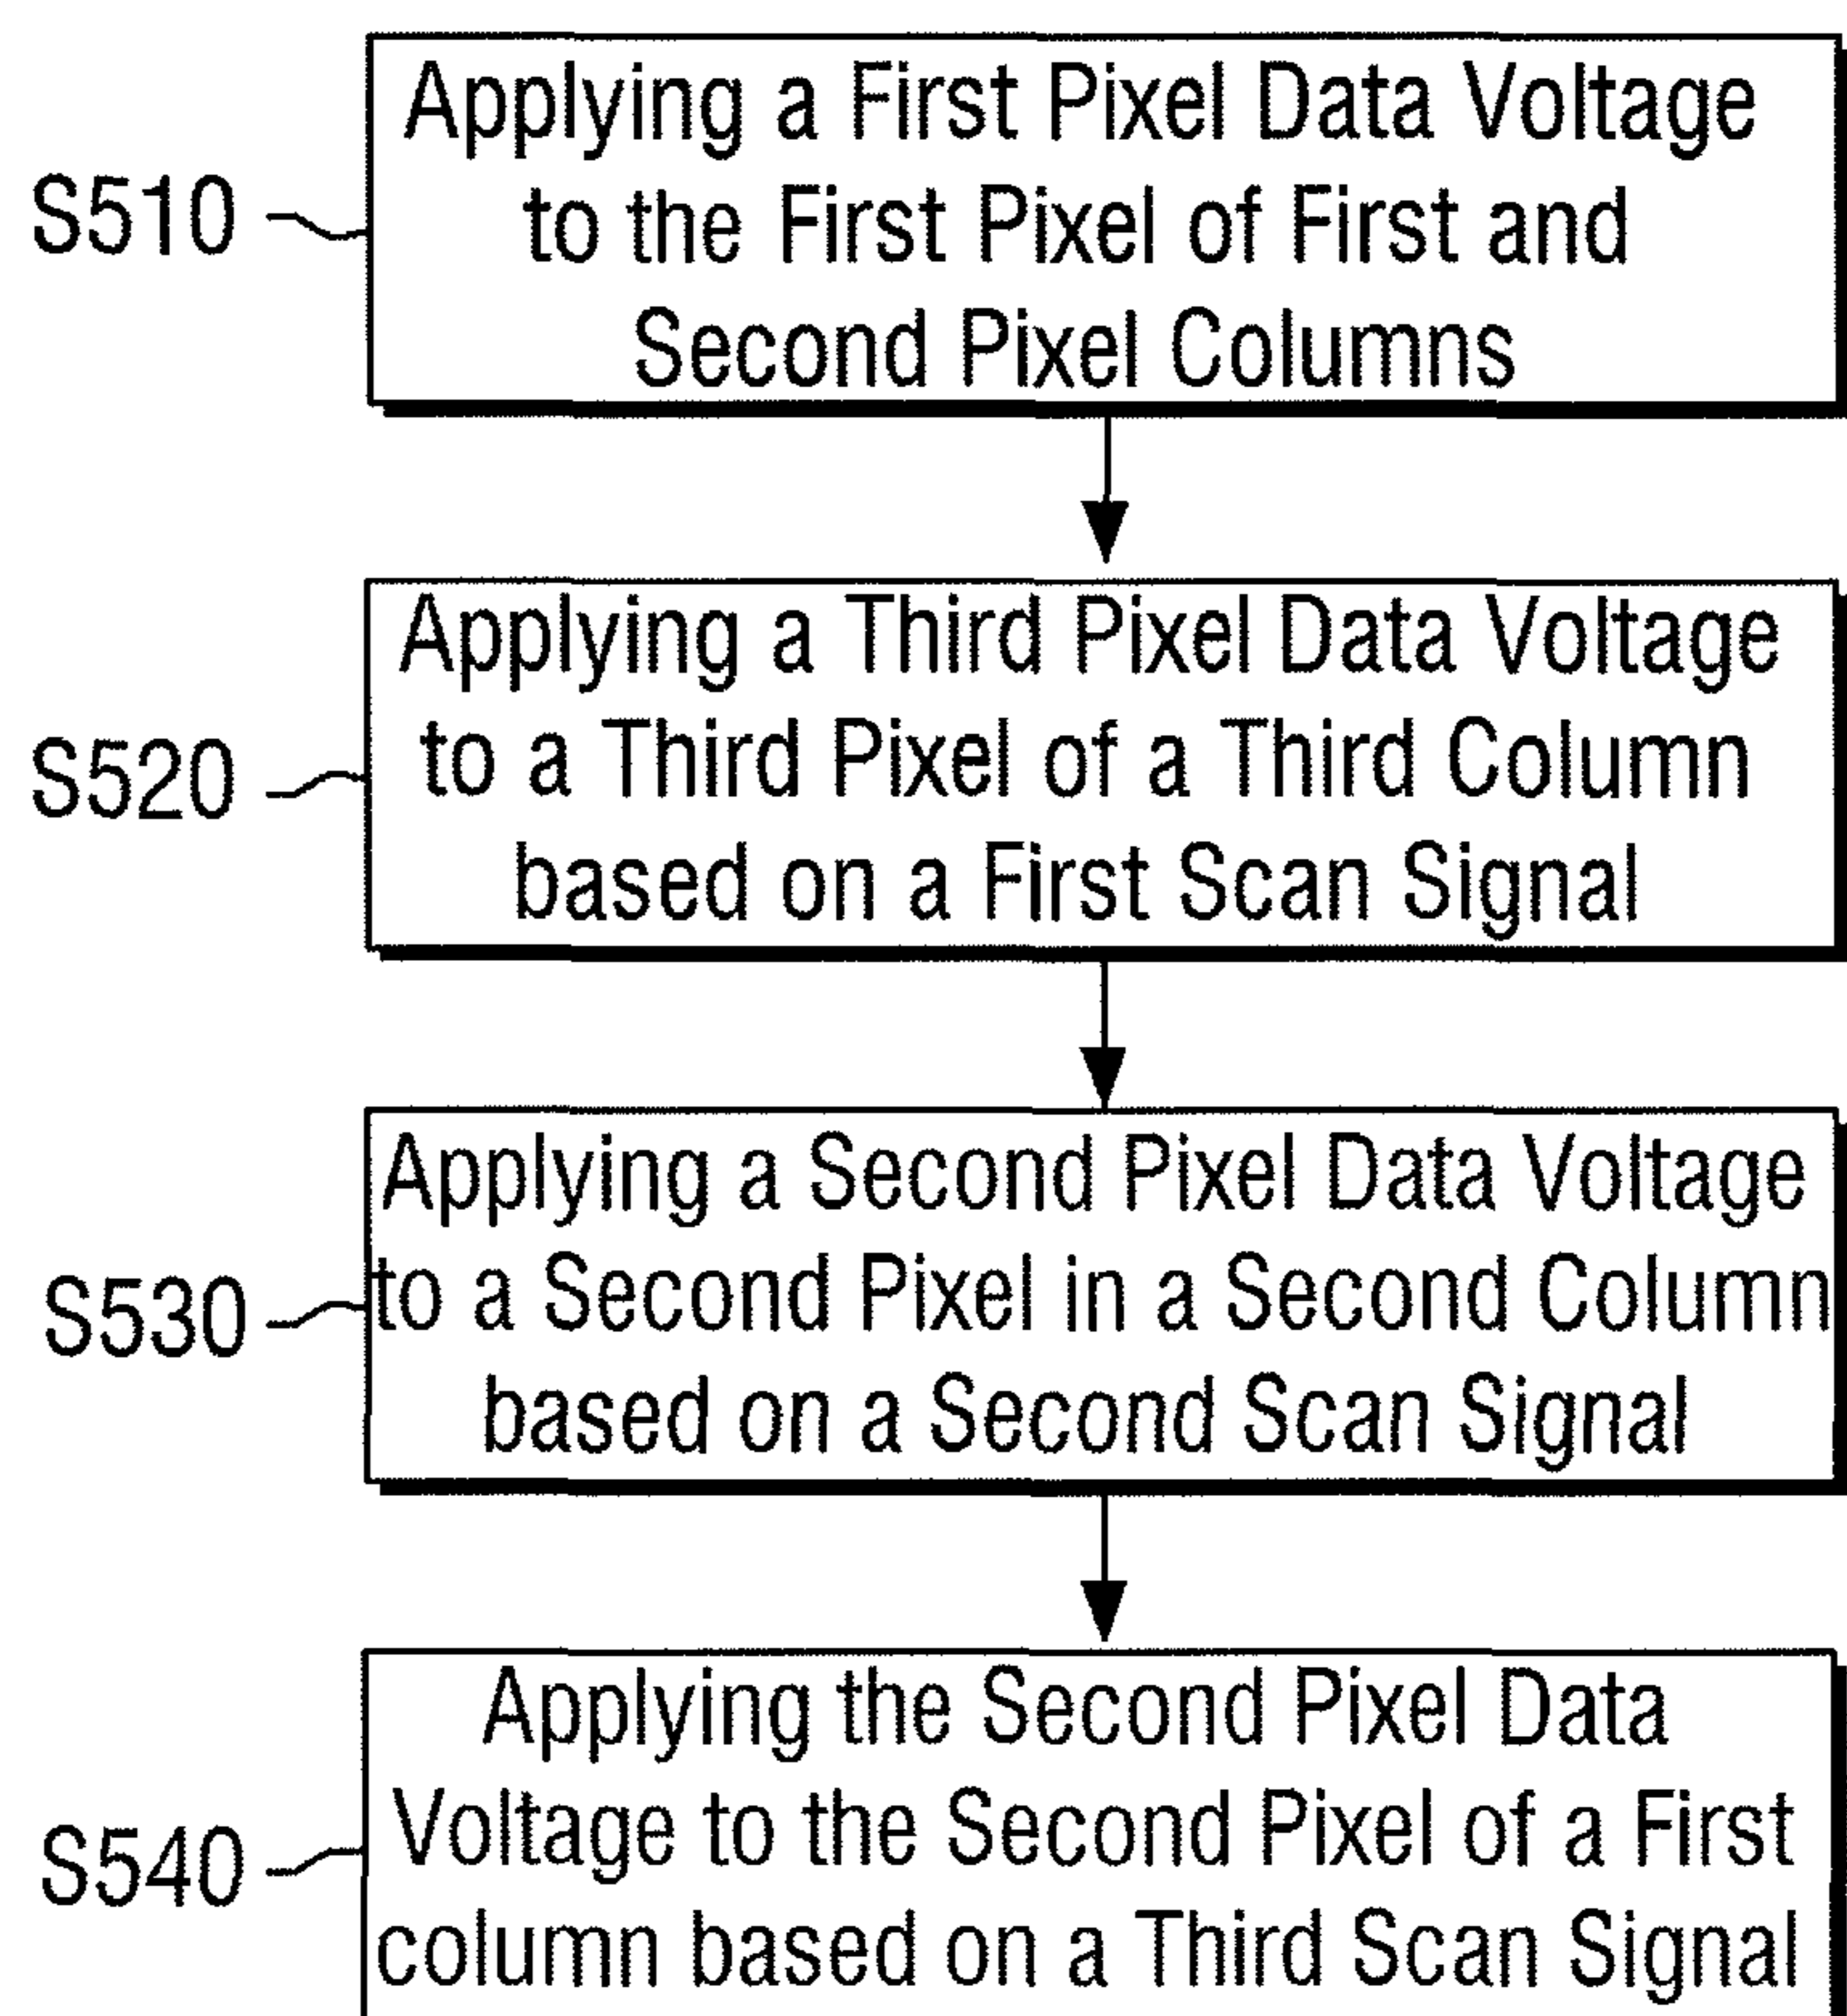 Applying a First Pixel Data Voltage
S510
to the First Pixel of First and
Second Pixel Columns
Applying a Third Pixel Data Voltage
S520
to a Third Pixel of a Third Column
based on a First Scan Signal
Applying a Second Pixel Data Voltage
S530
to a Second Pixel in a Second Column
based on a Second Scan Signal
Applying the Second Pixel Data
S540
Voltage to the Second Pixel of a First
column based on a Third Scan Signal